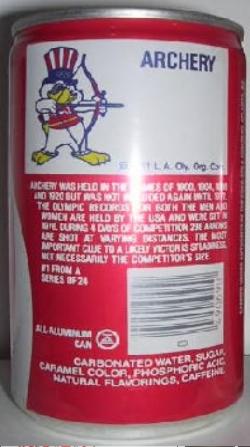 ARCHERY
L.A. Oly. Org. Com.
ARCHERY WAS HELD IN THE GAMES OF 1900, 1904, 1908
AND 1920 BUT WAS NOT INCLUDED AGAIN UNTIL 1972.
THE OLYMPIC RECORDS FOR BOTH THE MEN AND
WOMEN ARE HELD BY THE USA AND WERE SET IN
1976. DURING 4 DAYS OF COMPETITION 288 ARROWS
ARE SHOT AT VARYING DISTANCES. THE MOST
IMPORTANT CLUE TO A LIKELY VICTOR IS STEADINESS,
NOT NECESSARILY THE COMPETITOR'S SIZE
#1 FROM A
SERIES OF 24
ALL-ALUMINUM
CAN
CARBONATED WATER, SUGAR,
CARAMEL COLOR, PHOSPHORIC ACID,
NATURAL FLAVORINGS, CAFFEINE